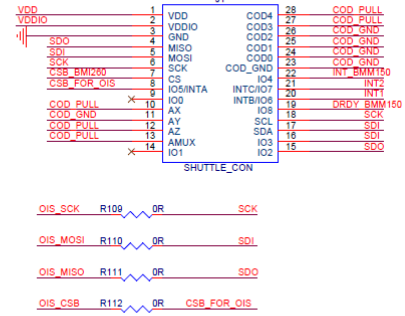 VDD 1 VDD COD4 28 COD_PULL
VDDIO 2 VDDIO COD3 27 COD_PULL
3 GND COD2 26 COD_GND
SDO 4 MISO COD1 25 COD_GND
SDI 5 MOSI COD0 24 COD_GND
SCK 6 SCK COD_GND 23 COD_GND
CSB_BMI260 7 CS IO4 22 INT_BMM150
CSB_FOR_OIS 8 IO5/INTA INTC/IO7 21 INT2
9 IO0 INTB/IO6 20 INT1
COD_PULL 10 AX IO8 19 DRDY_BMM150
COD_GND 11 AY SCL 18 SCK
COD_PULL 12 AZ SDA 17 SDI
COD_PULL 13 AMUX IO3 16 SDI
14 IO1 IO2 15 SDO
SHUTTLE_CON
OIS_SCK R109 0R SCK
OIS_MOSI R110 0R SDI
OIS_MISO R111 0R SDO
OIS_CSB R112 0R CSB_FOR_OIS